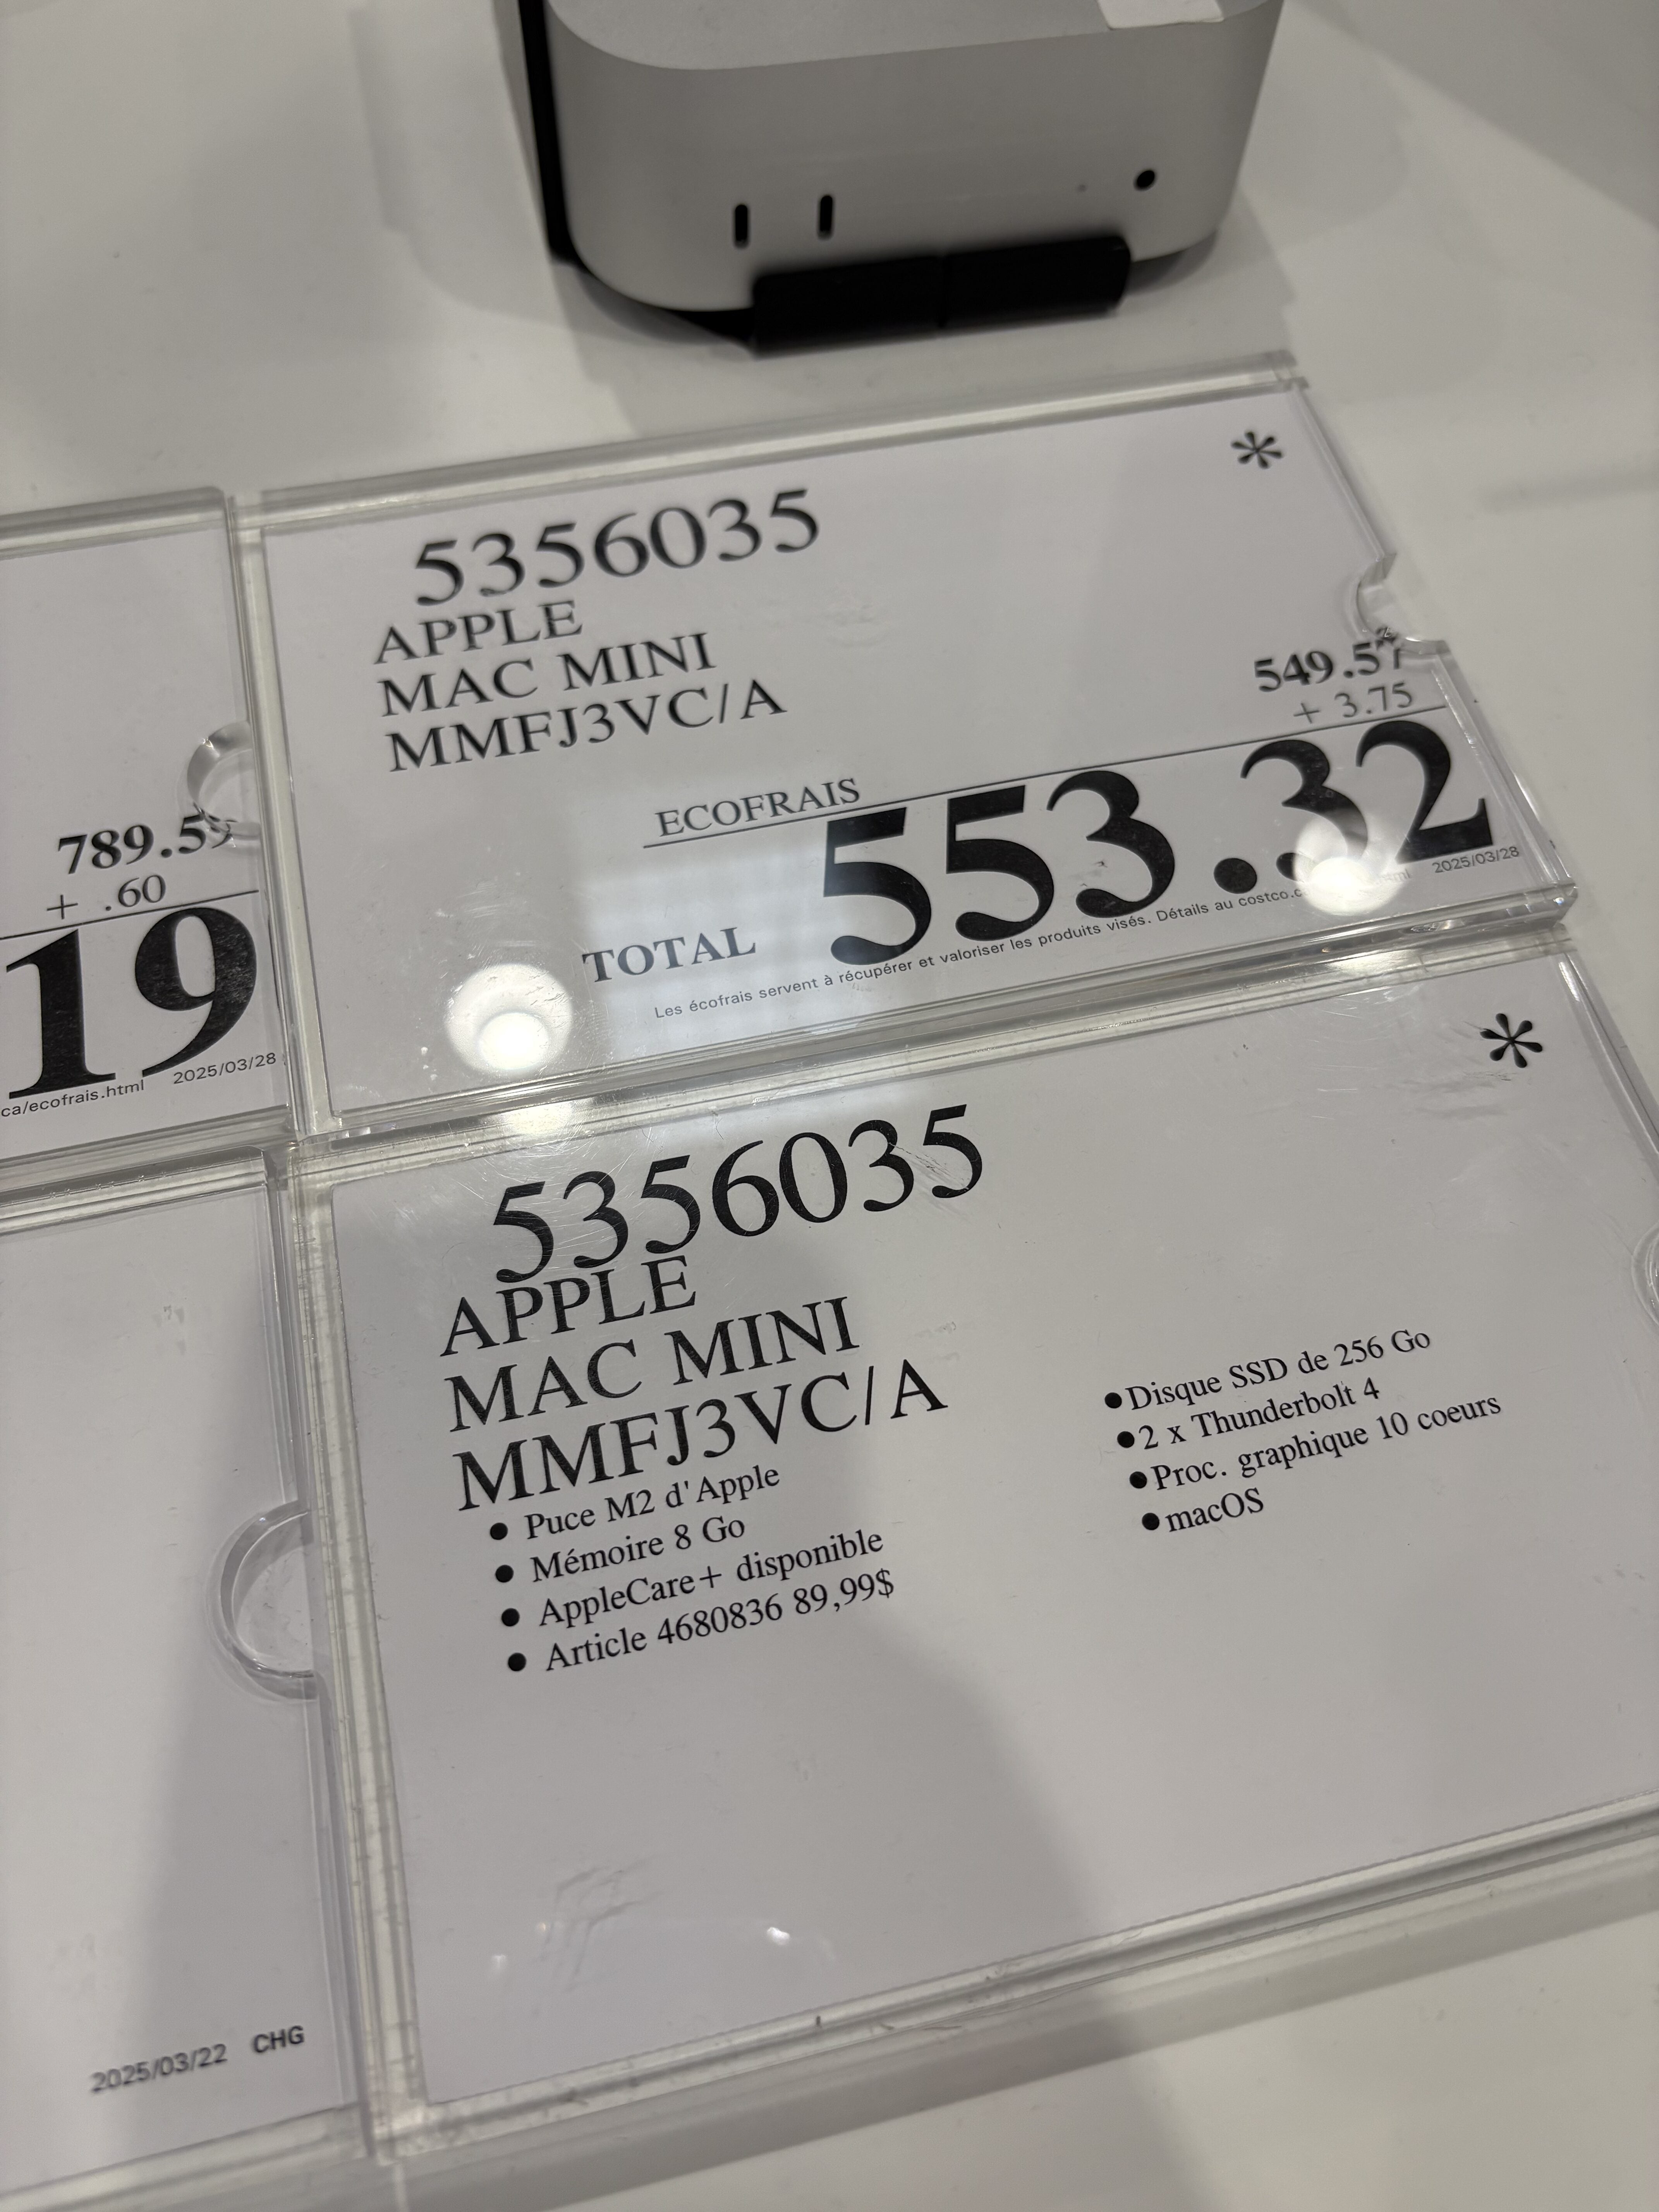 *
5356035
APPLE
MAC MINI
MMFJ3VC/A
549.57
+ 3.75
ECOFRAIS
TOTAL 553.32
Les écofrais servent à récupérer et valoriser les produits visés. Détails au costco.c
2025/03/28
789.5
+ .60
19
ca/ecofrais.html 2025/03/28
*
5356035
APPLE
MAC MINI
MMFJ3VC/A
• Puce M2 d'Apple
• Mémoire 8 Go
• AppleCare+ disponible
• Article 4680836 89,99$
•Disque SSD de 256 Go
•2 x Thunderbolt 4
•Proc. graphique 10 coeurs
•macOS
2025/03/22 CHG